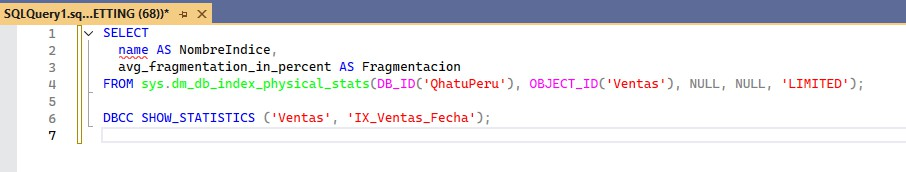 SQLQuery1.sq...ETTING (68))*
1 SELECT
2 name AS NombreIndice,
3 avg_fragmentation_in_percent AS Fragmentacion
4 FROM sys.dm_db_index_physical_stats(DB_ID('QhatuPeru'), OBJECT_ID('Ventas'), NULL, NULL, 'LIMITED');
5
6 DBCC SHOW_STATISTICS ('Ventas', 'IX_Ventas_Fecha');
7